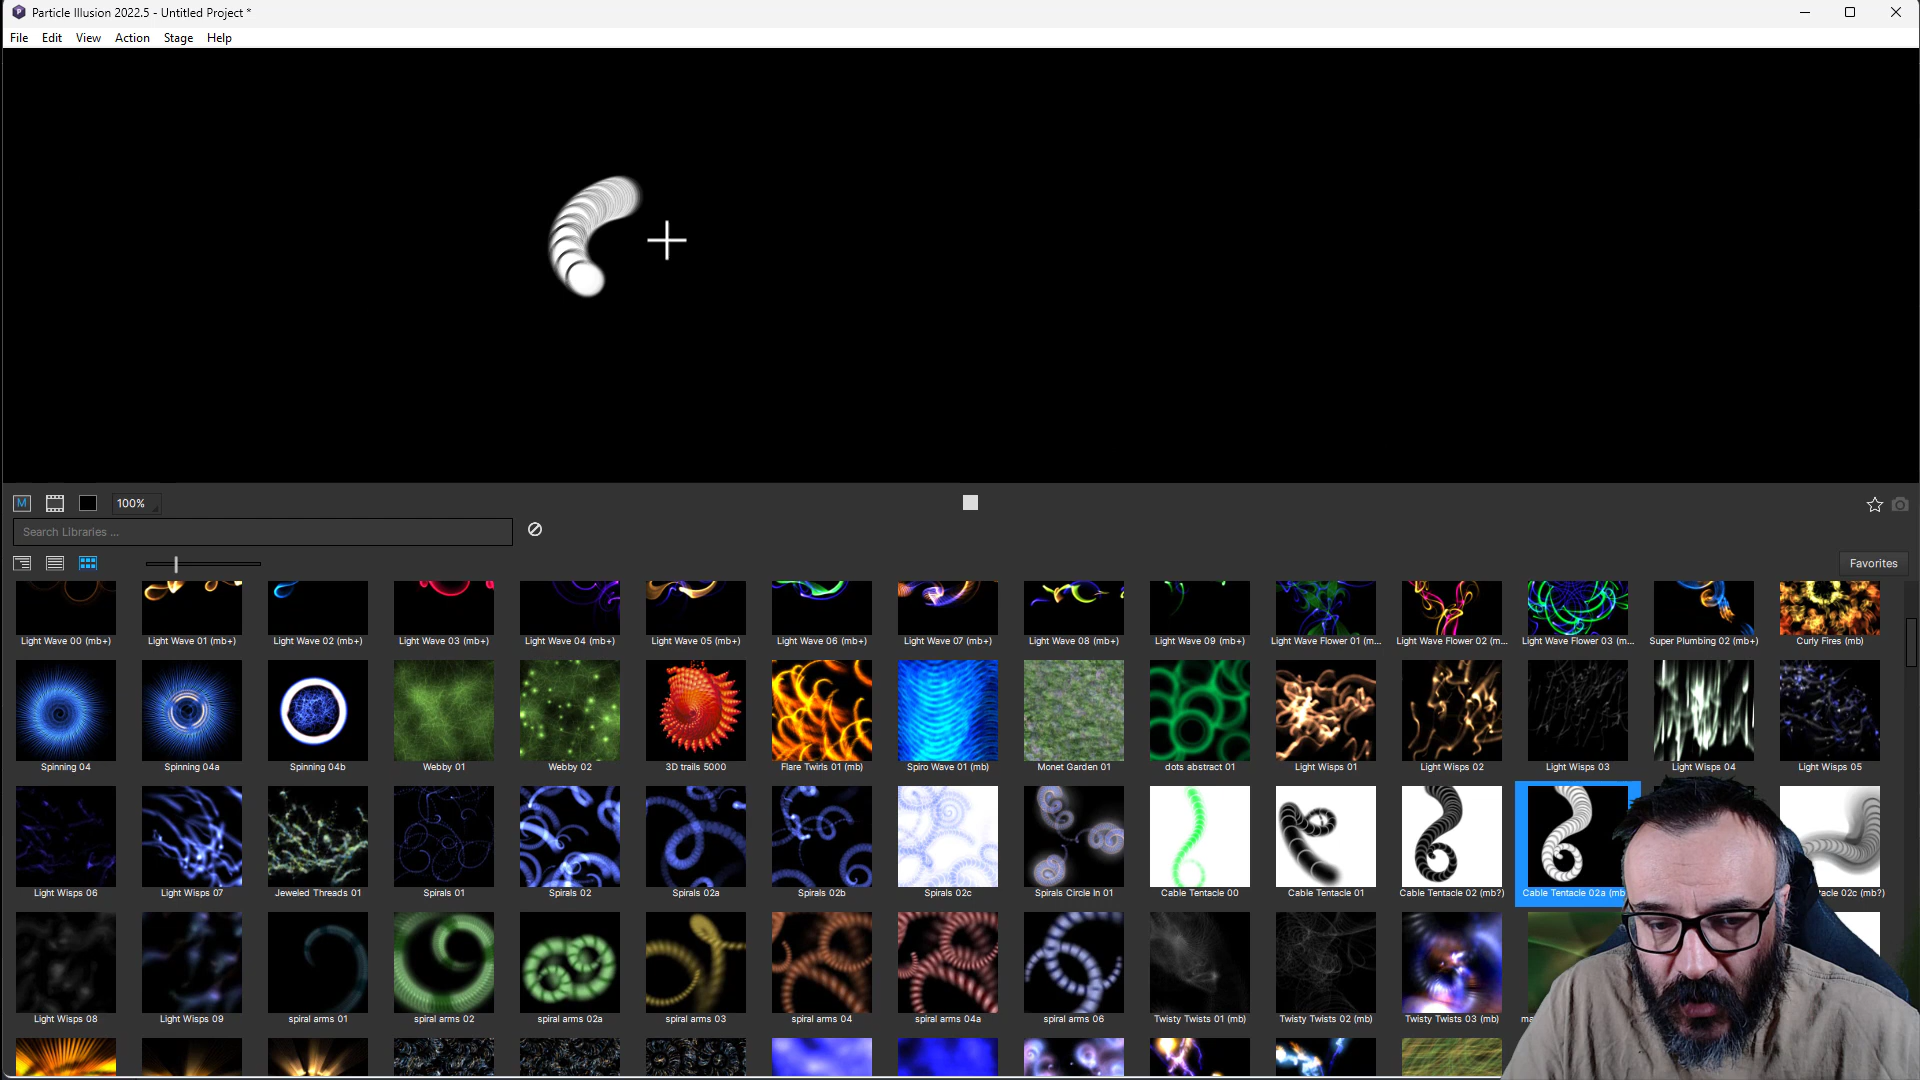 Particle Illusion 2022.5 - Untitled Project *
File Edit View Action Stage Help
M 100%
Search Libraries ...
Favorites
Light Wave 00 (mb+) Light Wave 01 (mb+) Light Wave 02 (mb+) Light Wave 03 (mb+) Light Wave 04 (mb+) Light Wave 05 (mb+) Light Wave 06 (mb+) Light Wave 07 (mb+) Light Wave 08 (mb+) Light Wave 09 (mb+) Light Wave Flower 01 (m... Light Wave Flower 02 (m... Light Wave Flower 03 (m... Super Plumbing 02 (mb+) Curly Fires (mb)
Spinning 04 Spinning 04a Spinning 04b Webby 01 Webby 02 3D trails 5000 Flare Twirls 01 (mb) Spiro Wave 01 (mb) Monet Garden 01 dots abstract 01 Light Wisps 01 Light Wisps 02 Light Wisps 03 Light Wisps 04 Light Wisps 05
Light Wisps 06 Light Wisps 07 Jeweled Threads 01 Spirals 01 Spirals 02 Spirals 02a Spirals 02b Spirals 02c Spirals Circle In 01 Cable Tentacle 00 Cable Tentacle 01 Cable Tentacle 02 (mb?) Cable Tentacle 02a (mb tacle 02c (mb?)
Light Wisps 08 Light Wisps 09 spiral arms 01 spiral arms 02 spiral arms 02a spiral arms 03 spiral arms 04 spiral arms 04a spiral arms 06 Twisty Twists 01 (mb) Twisty Twists 02 (mb) Twisty Twists 03 (mb)